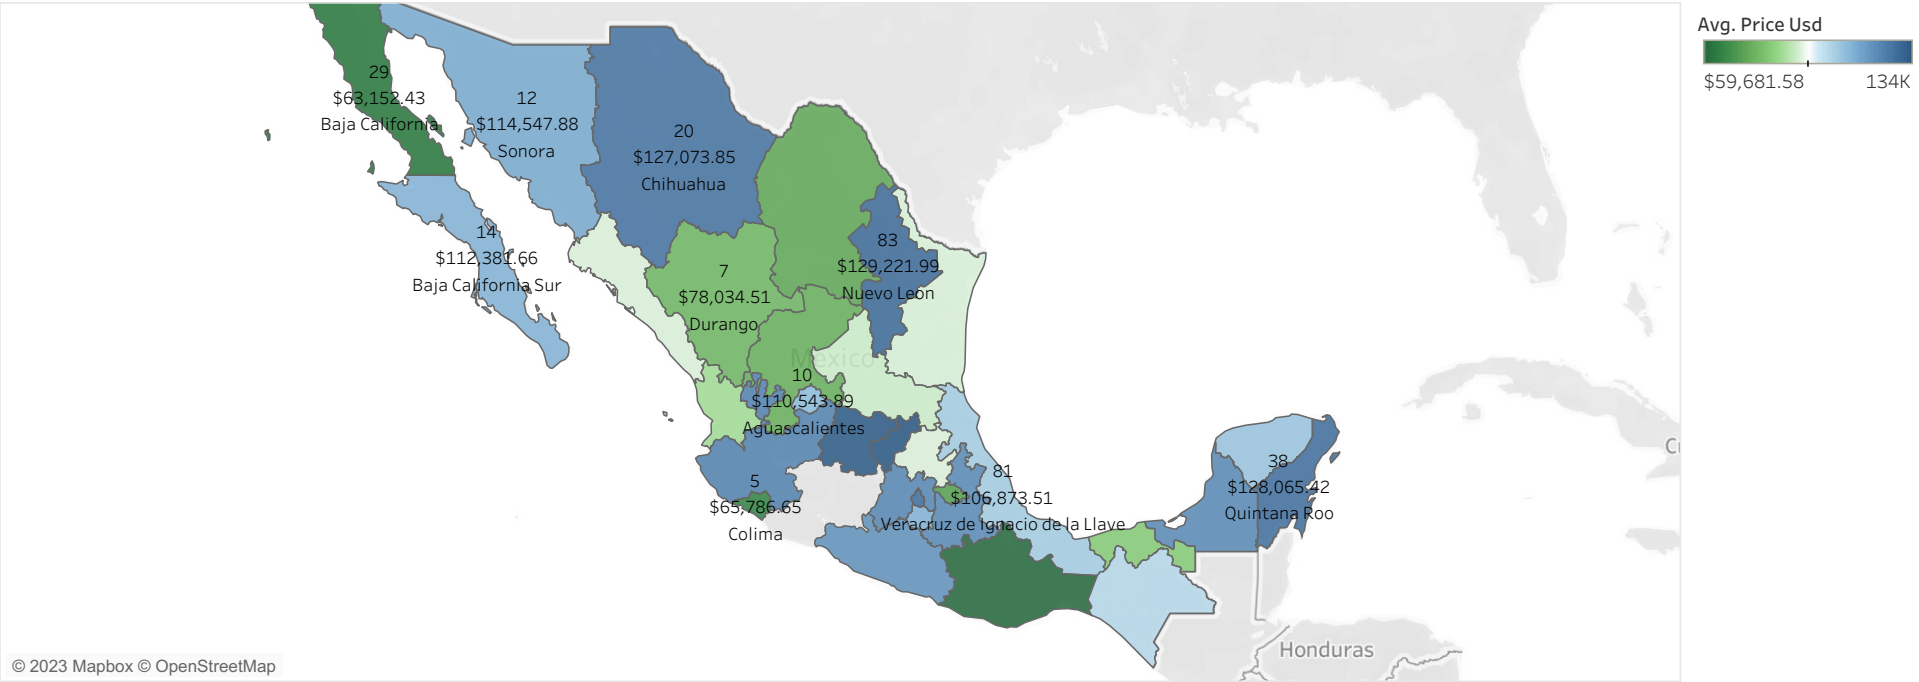 Avg. Price Usd
$59,681.58
134K
29
$63,152.43
Baja California
12
$114,547.88
Sonora
20
$127,073.85
Chihuahua
14
$112,381.66
Baja California Sur
83
$129,221.99
Nuevo León
7
$78,034.51
Durango
Mexico
10
$110,543.89
Aguascalientes
5
$65,786.65
Colima
81
$106,873.51
Veracruz de Ignacio de la Llave
38
$128,065.42
Quintana Roo
Honduras
© 2023 Mapbox © OpenStreetMap